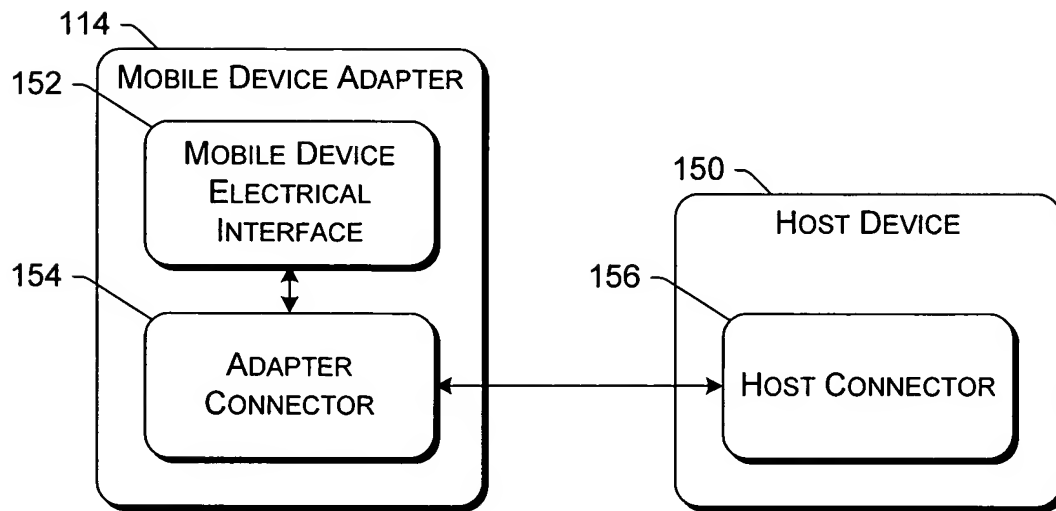 114
MOBILE DEVICE ADAPTER
152
MOBILE DEVICE
ELECTRICAL
INTERFACE
154
ADAPTER
CONNECTOR
150
HOST DEVICE
156
HOST CONNECTOR